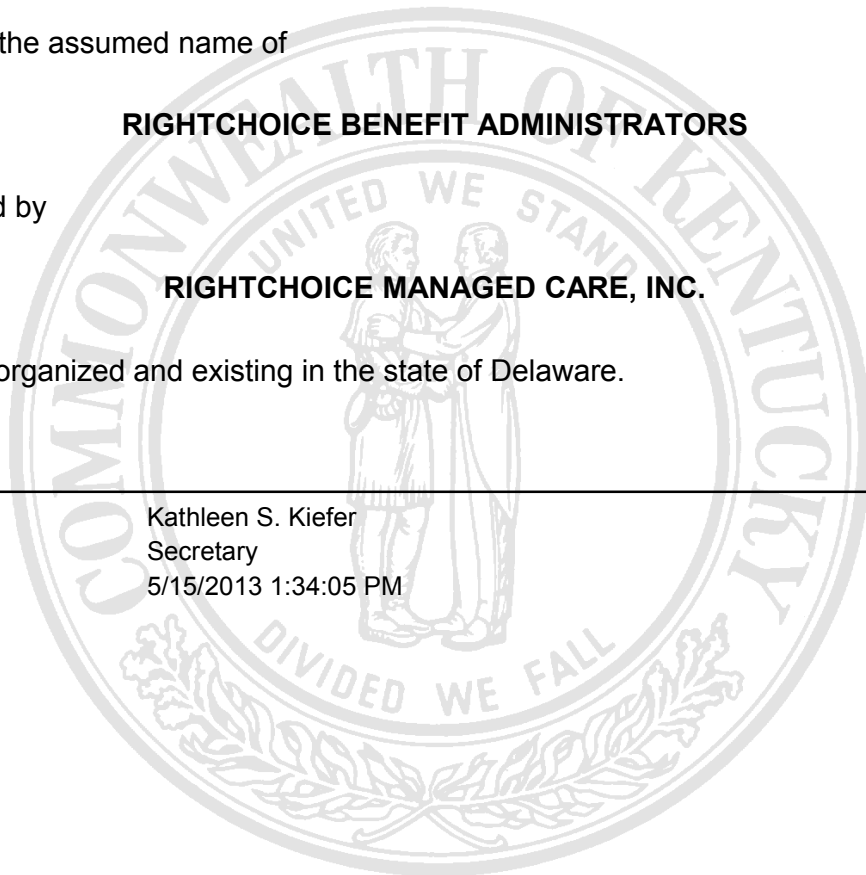 the assumed name of
RIGHTCHOICE BENEFIT ADMINISTRATORS
d by
RIGHTCHOICE MANAGED CARE, INC.
organized and existing in the state of Delaware.
Kathleen S. Kiefer
Secretary
5/15/2013 1:34:05 PM
COMMONWEALTH OF KENTUCKY
UNITED WE STAND
DIVIDED WE FALL